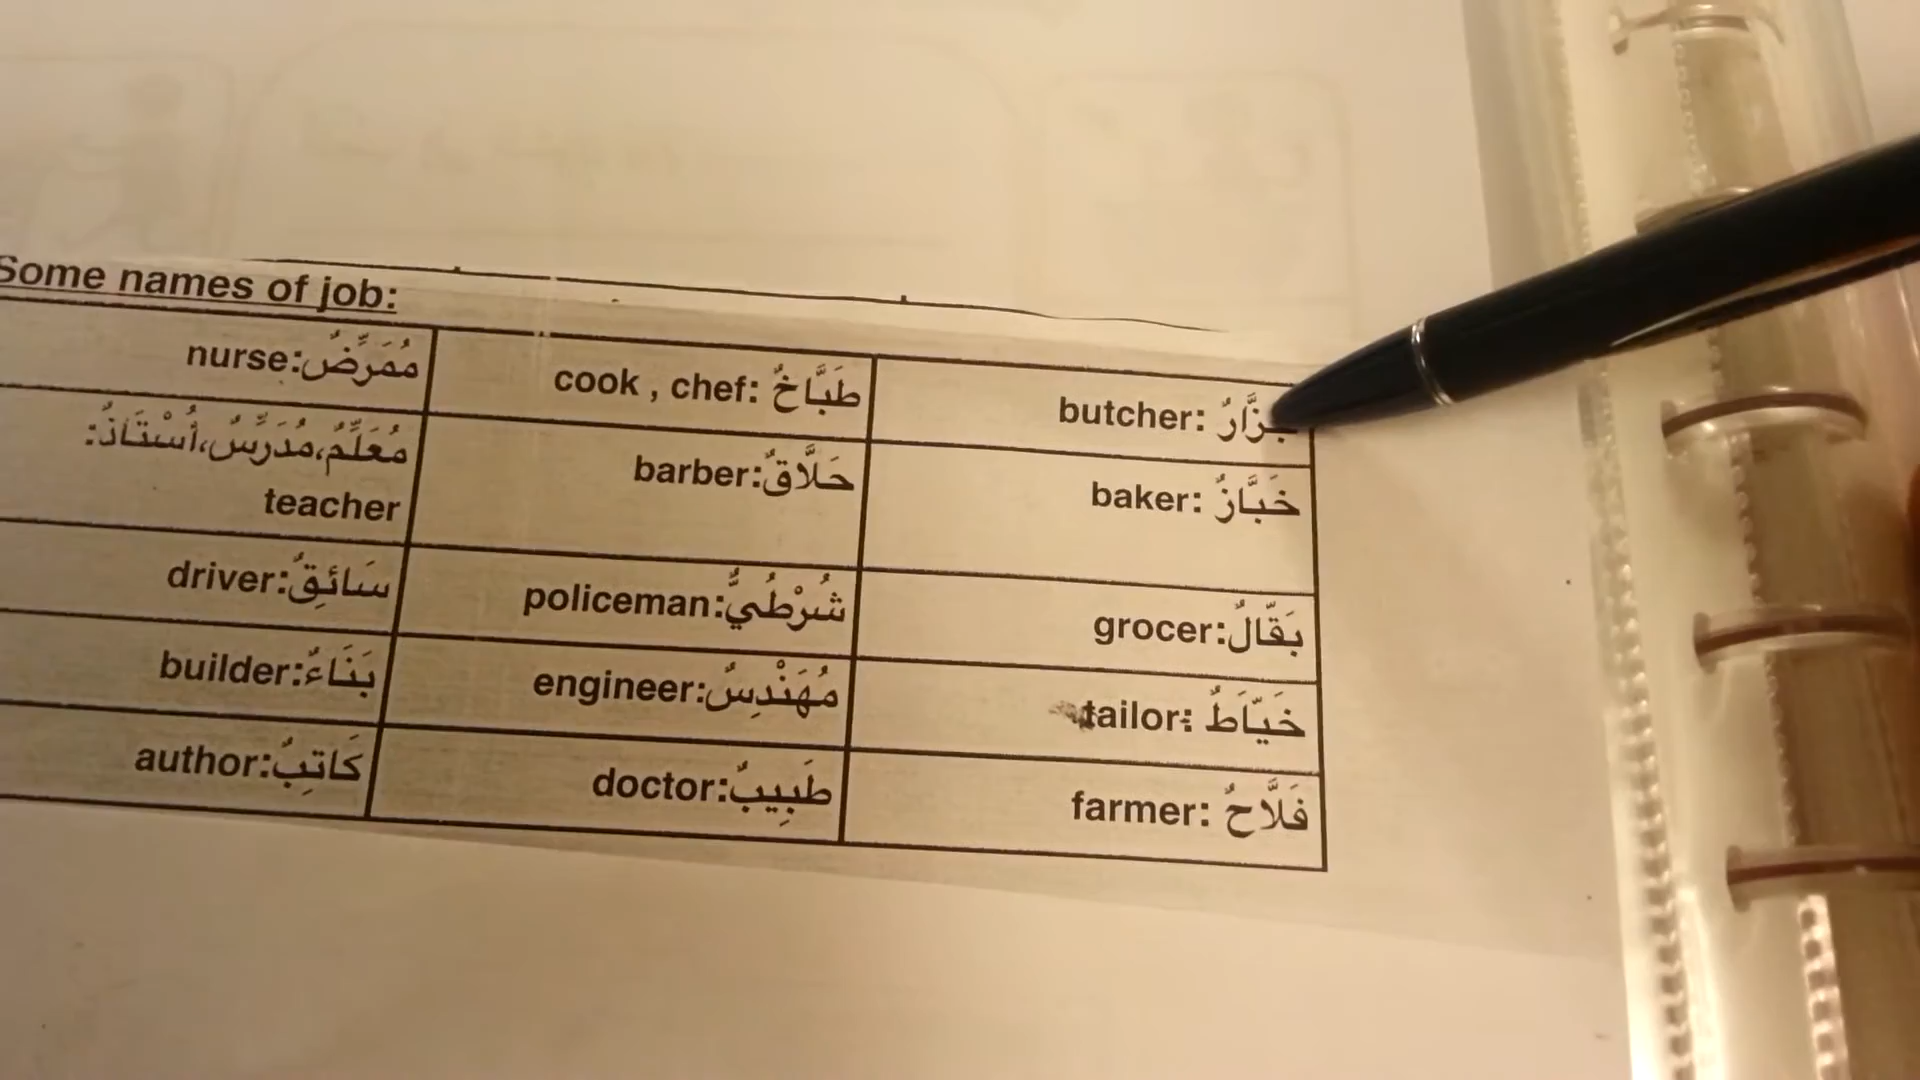 Some names of job:
butcher: جَزَّارٌ
cook , chef: طَبَّاخٌ
nurse:مُمَرِّضٌ
baker: خَبَّازٌ
barber:حَلَّاقٌ
مُعَلِّمٌ،مُدَرِّسٌ،أُسْتَاذٌ:
teacher
grocer:بَقَّالٌ
policeman:شُرْطُيٌّ
driver:سَائِقٌ
tailor: خَيَّاَطٌ
engineer:مُهَنْدِسٌ
builder:بَنَاءٌ
farmer: فَلَّاحٌ
doctor:طَبِيبٌ
author:كَاتِبٌ